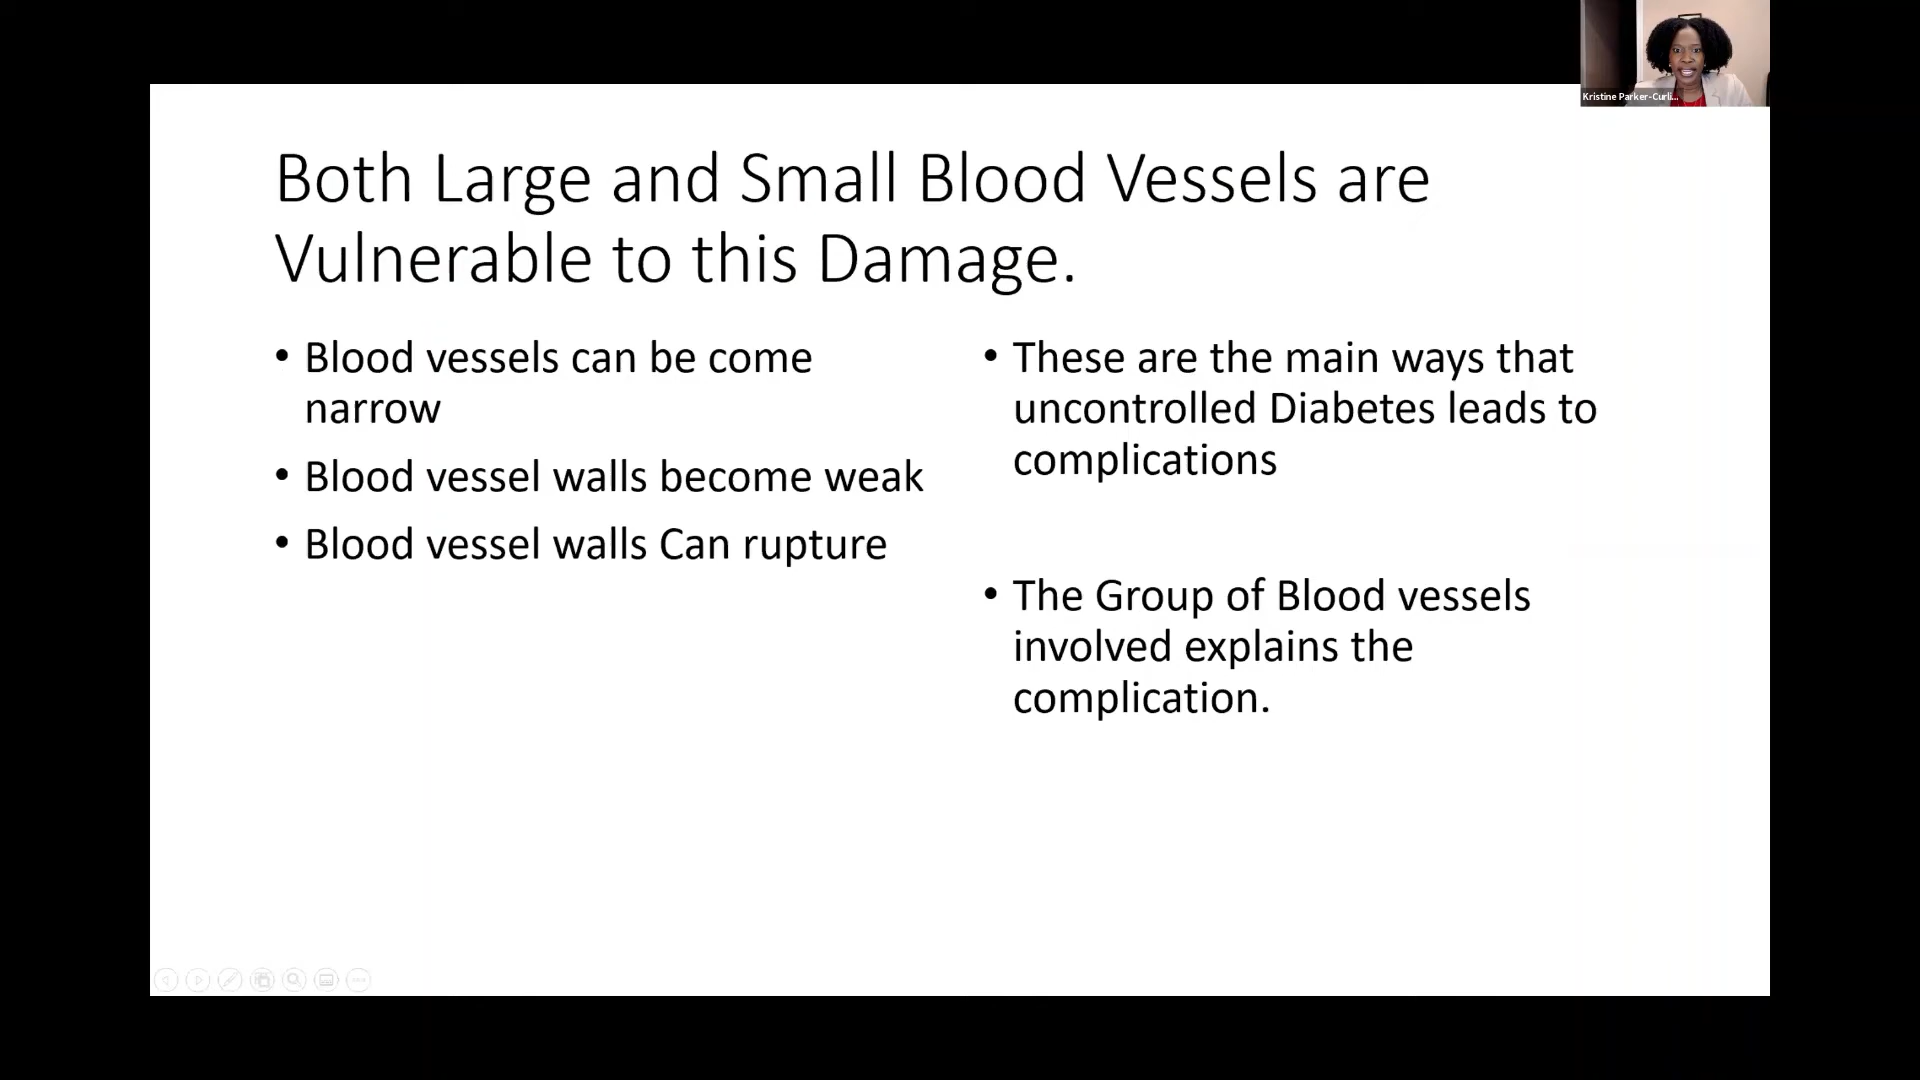 Kristine Parker-Curli...
Both Large and Small Blood Vessels are
Vulnerable to this Damage.
• Blood vessels can be come
narrow
• Blood vessel walls become weak
• Blood vessel walls Can rupture
• These are the main ways that
uncontrolled Diabetes leads to
complications
• The Group of Blood vessels
involved explains the
complication.